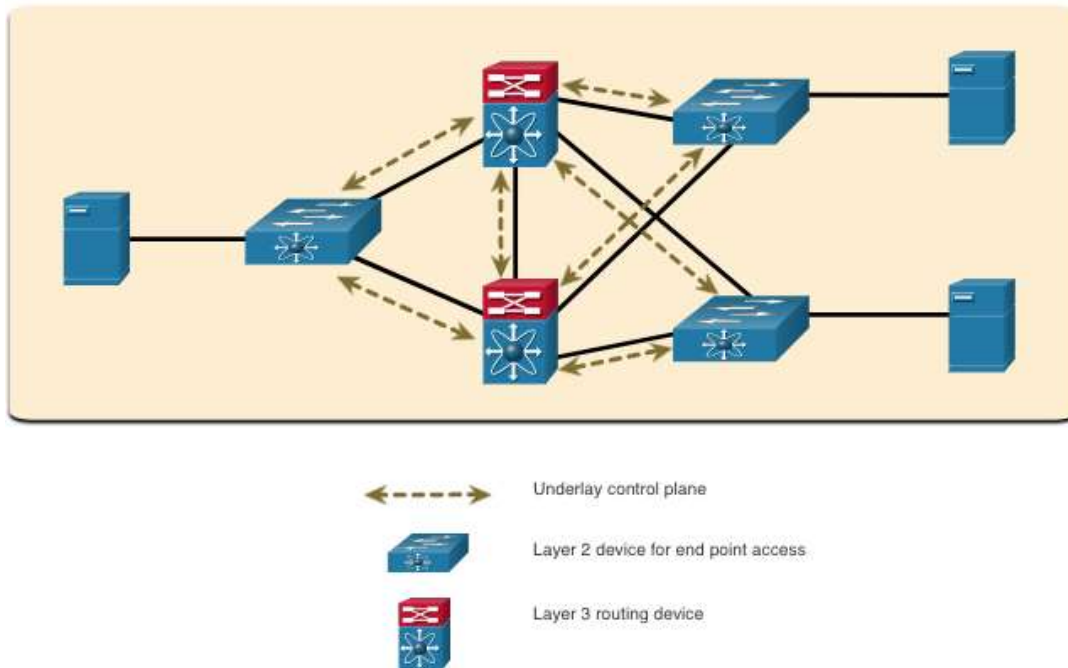 Underlay control plane
Layer 2 device for end point access
Layer 3 routing device